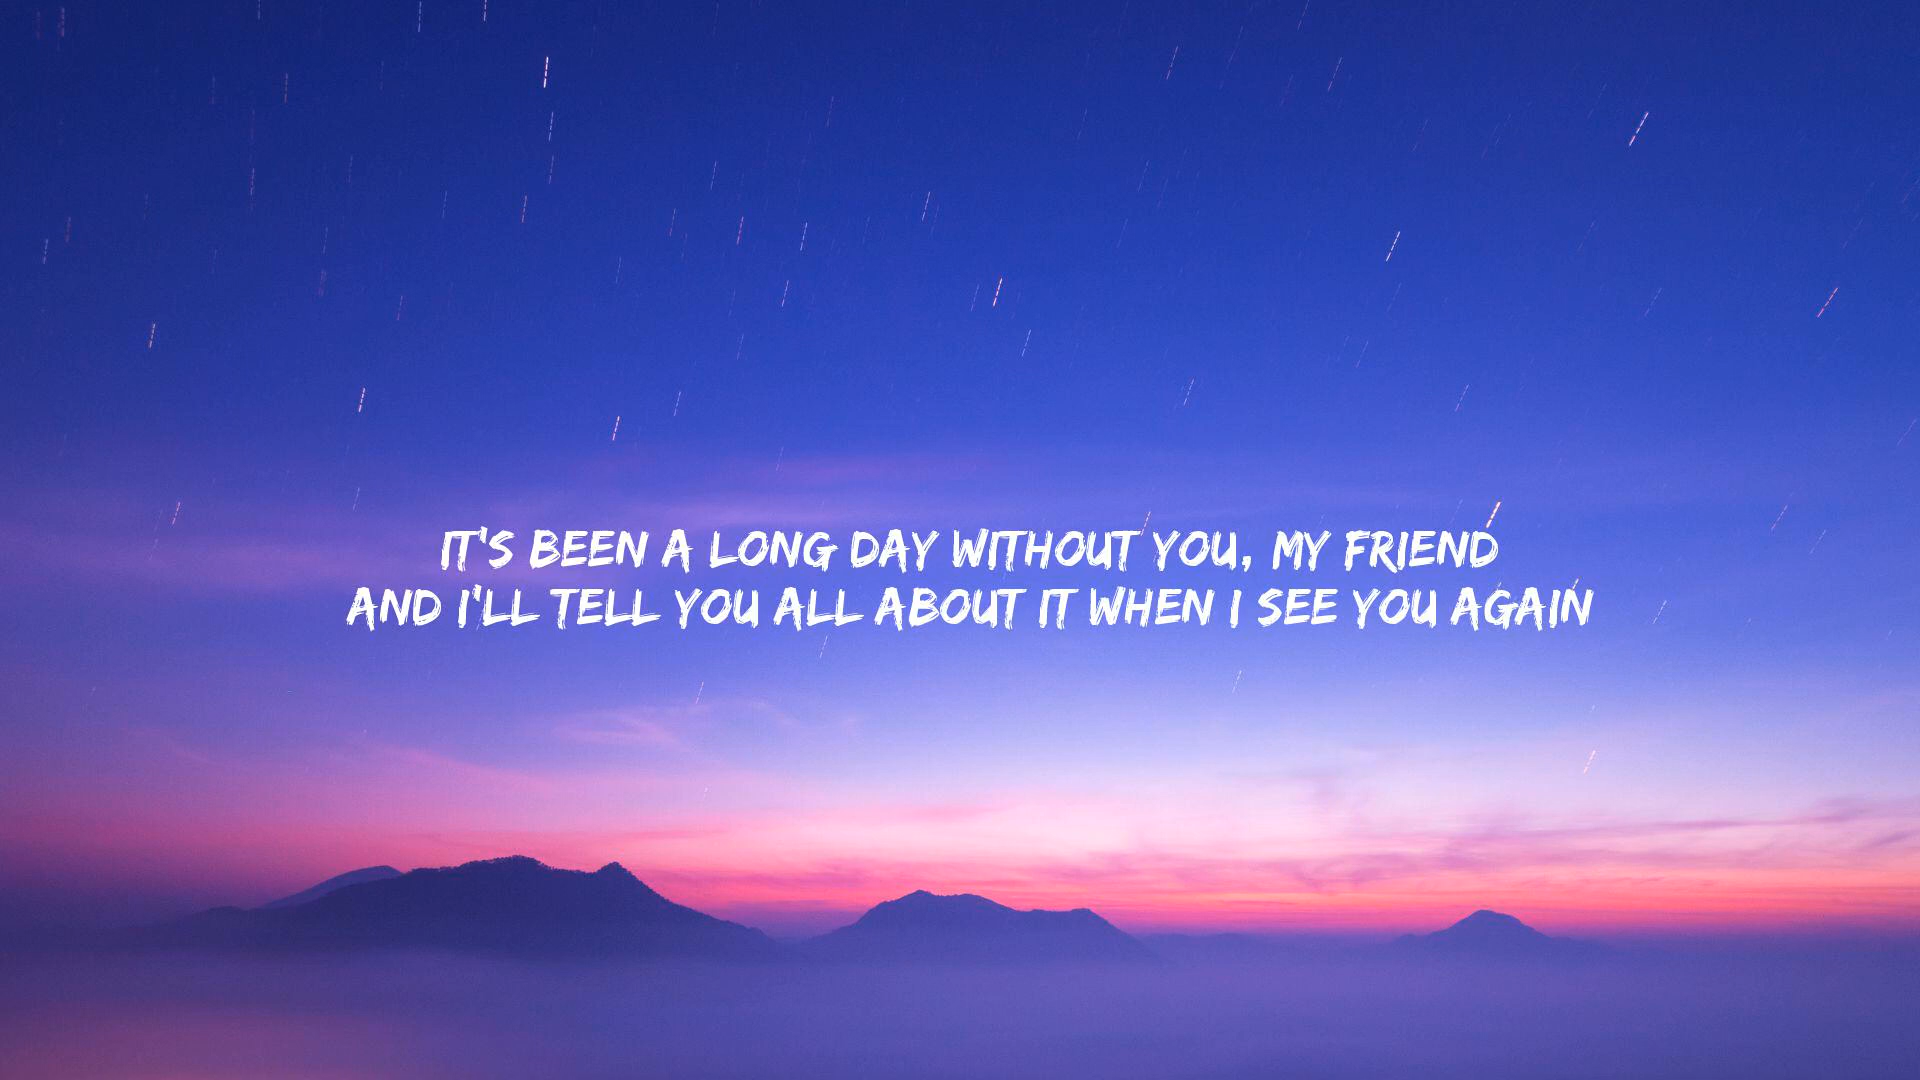 IT'S BEEN A LONG DAY WITHOUT YOU, MY FRIEND
AND I'LL TELL YOU ALL ABOUT IT WHEN I SEE YOU AGAIN